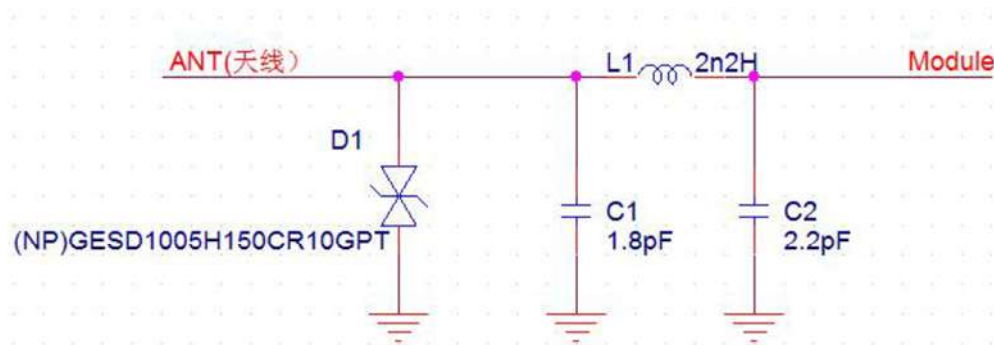 ANT(天线）
L1
2n2H
Module
D1
(NP)GESD1005H150CR10GPT
C1
1.8pF
C2
2.2pF